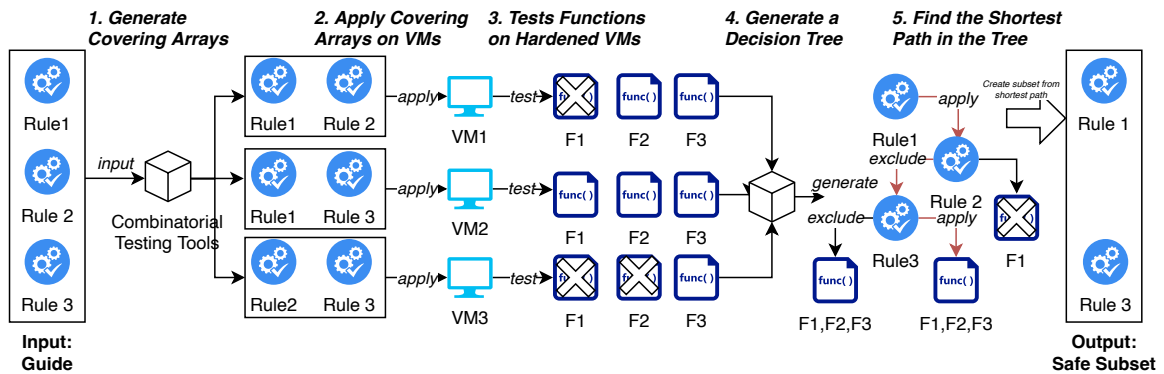 1. Generate
Covering Arrays
2. Apply Covering
Arrays on VMs
3. Tests Functions
on Hardened VMs
4. Generate a
Decision Tree
5. Find the Shortest
Path in the Tree
Rule1
Rule 2
Rule 3
Input:
Guide
input
Combinatorial
Testing Tools
Rule1
Rule 2
apply
VM1
test
F1
func( )
F2
func( )
F3
Rule1
Rule 3
apply
VM2
test
func( )
F1
func( )
F2
func( )
F3
Rule2
Rule 3
apply
VM3
test
F1
F2
func( )
F3
generate
Rule1
apply
exclude
Rule 2
F1
exclude
Rule3
apply
func( )
F1,F2,F3
func( )
F1,F2,F3
Create subset from
shortest path
Rule 1
Rule 3
Output:
Safe Subset